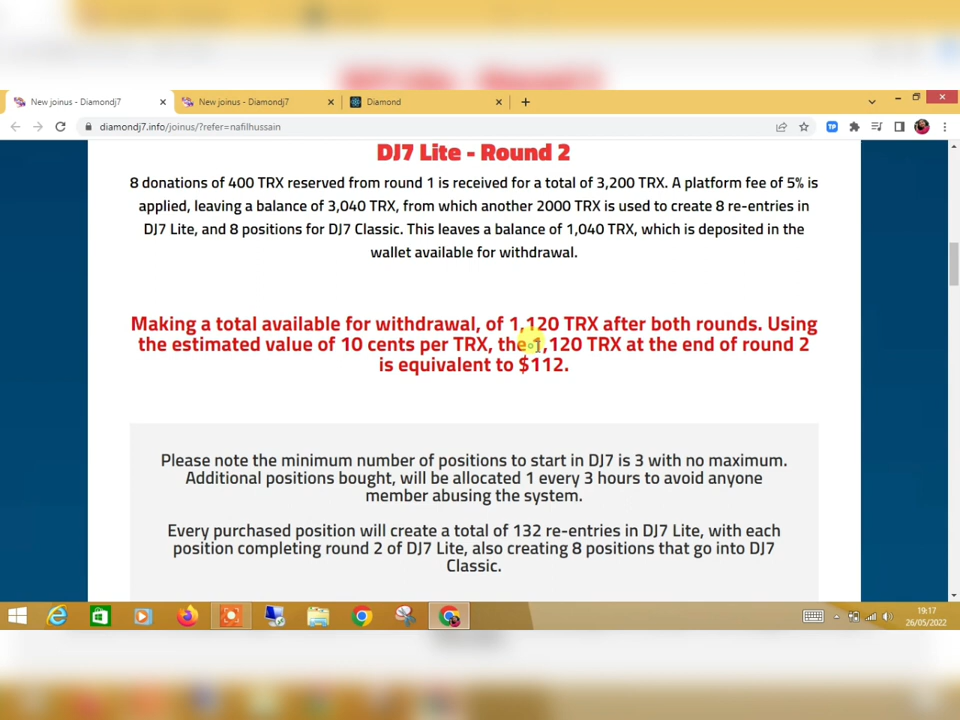 New joinus - Diamondj7
New joinus - Diamondj7
Diamond
diamondj7.info/joinus/?refer=nafilhussain
TP
DJ7 Lite - Round 2
8 donations of 400 TRX reserved from round 1 is received for a total of 3,200 TRX. A platform fee of 5% is
applied, leaving a balance of 3,040 TRX, from which another 2000 TRX is used to create 8 re-entries in
DJ7 Lite, and 8 positions for DJ7 Classic. This leaves a balance of 1,040 TRX, which is deposited in the
wallet available for withdrawal.
Making a total available for withdrawal, of 1,120 TRX after both rounds. Using
the estimated value of 10 cents per TRX, the 1,120 TRX at the end of round 2
is equivalent to $112.
Please note the minimum number of positions to start in DJ7 is 3 with no maximum.
Additional positions bought, will be allocated 1 every 3 hours to avoid anyone
member abusing the system.
Every purchased position will create a total of 132 re-entries in DJ7 Lite, with each
position completing round 2 of DJ7 Lite, also creating 8 positions that go into DJ7
Classic.
19:17
26/05/2022